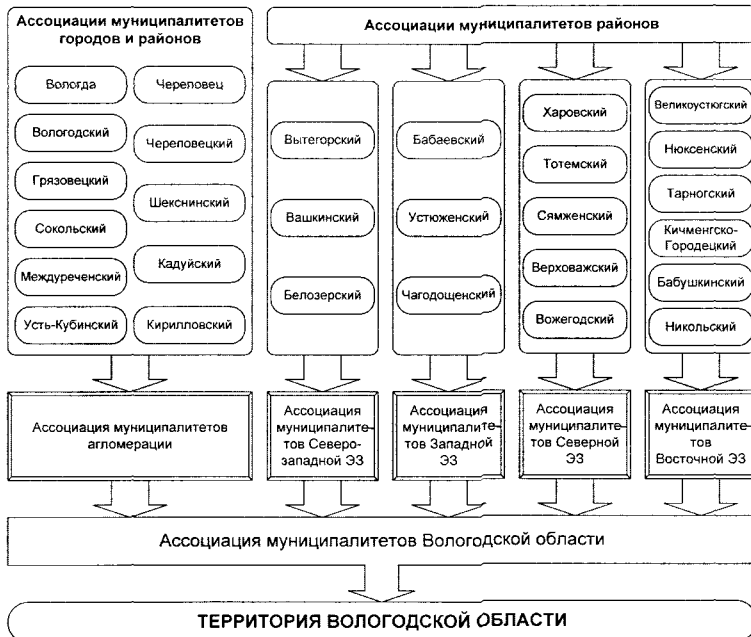 Ассоциации муниципалитетов
городов и районов
Вологда
Вологодский
Грязовецкий
Сокольский
Междуреченский
Усть-Кубинский
Череповец
Череповецкий
Шекснинский
Кадуйский
Кирилловский
Ассоциации муниципалитетов районов
Вытегорский
Вашкинский
Белозерский
Бабаевский
Устюженский
Чагодощенский
Харовский
Тотемский
Сямженский
Верховажский
Вожегодский
Великоустюгский
Нюксенский
Тарногский
Кичменгско-
Городецкий
Бабушкинский
Никольский
Ассоциация муниципалитетов
агломерации
Ассоциация
муниципалите-
тов Северо-
западной ЭЗ
Ассоциация
муниципалите-
тов Западной
ЭЗ
Ассоциация
муниципалите-
тов Северной
ЭЗ
Ассоциация
муниципалите-
тов
Восточной ЭЗ
Ассоциация муниципалитетов Вологодской области
ТЕРРИТОРИЯ ВОЛОГОДСКОЙ ОБЛАСТИ